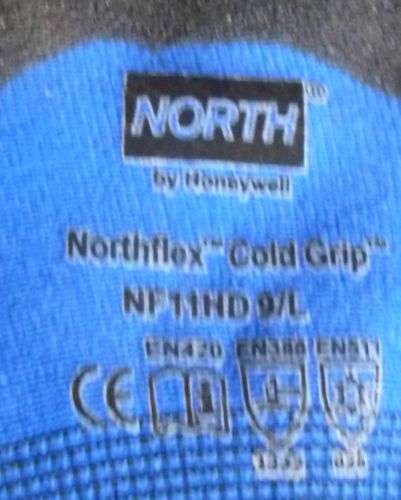 NORTH
by Honeywell
Northflex™ Cold Grip™
NF11HD 9/L
EN420 EN388 EN511
CE